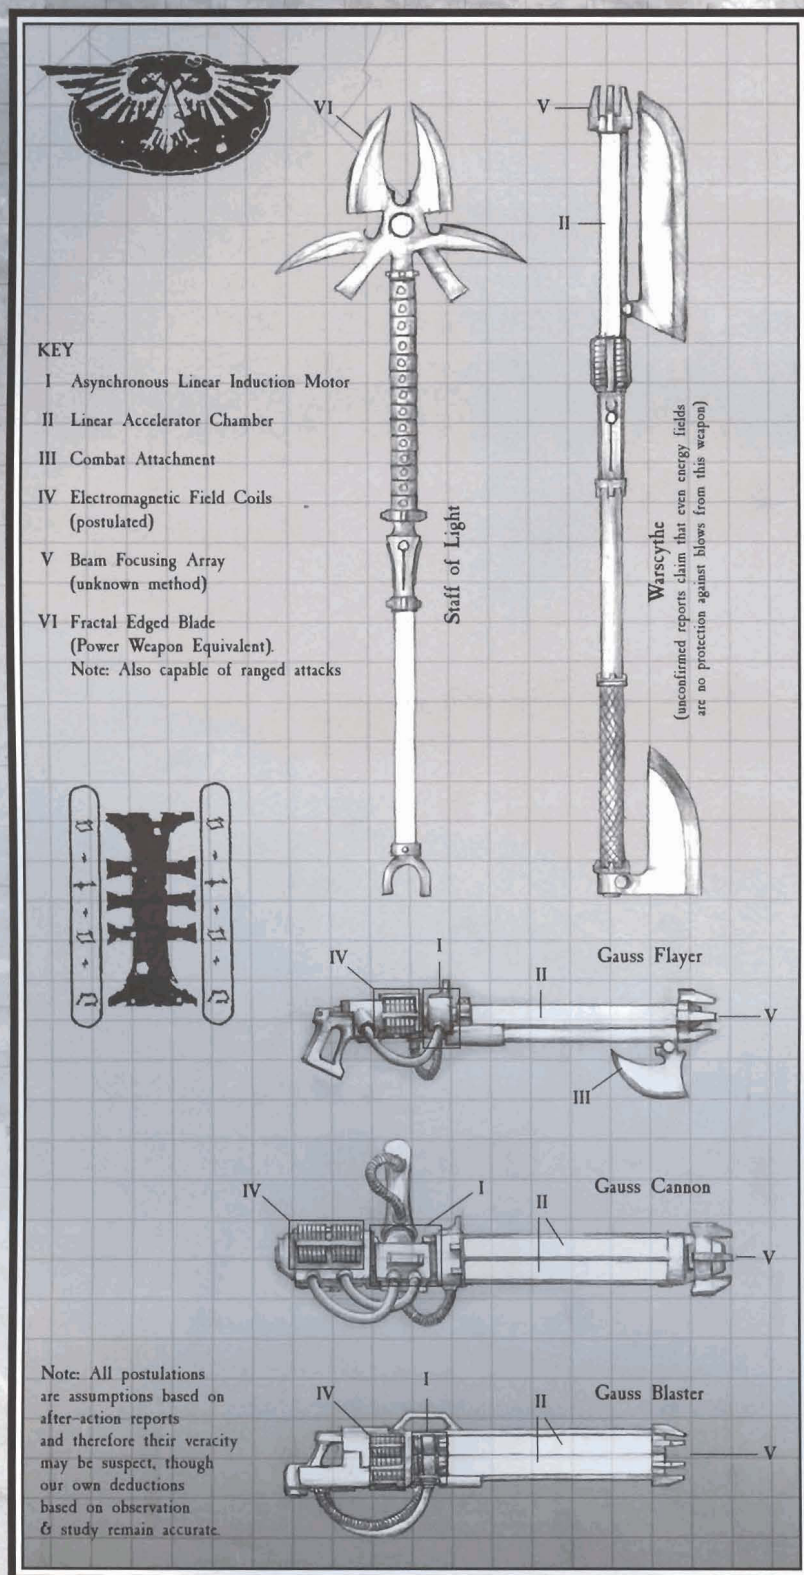 VI
V
II
KEY
I Asynchronous Linear Induction Motor
II Linear Accelerator Chamber
III Combat Attachment
IV Electromagnetic Field Coils
(postulated)
V Beam Focusing Array
(unknown method)
VI Fractal Edged Blade
(Power Weapon Equivalent).
Note: Also capable of ranged attacks
Staff of Light
Warscythe
(unconfirmed reports claim that even energy fields
are no protection against blows from this weapon)
Gauss Flayer
IV
I
II
V
III
Gauss Cannon
IV
I
II
V
Gauss Blaster
IV
I
II
V
Note: All postulations
are assumptions based on
after-action reports
and therefore their veracity
may be suspect, though
our own deductions
based on observation
& study remain accurate.